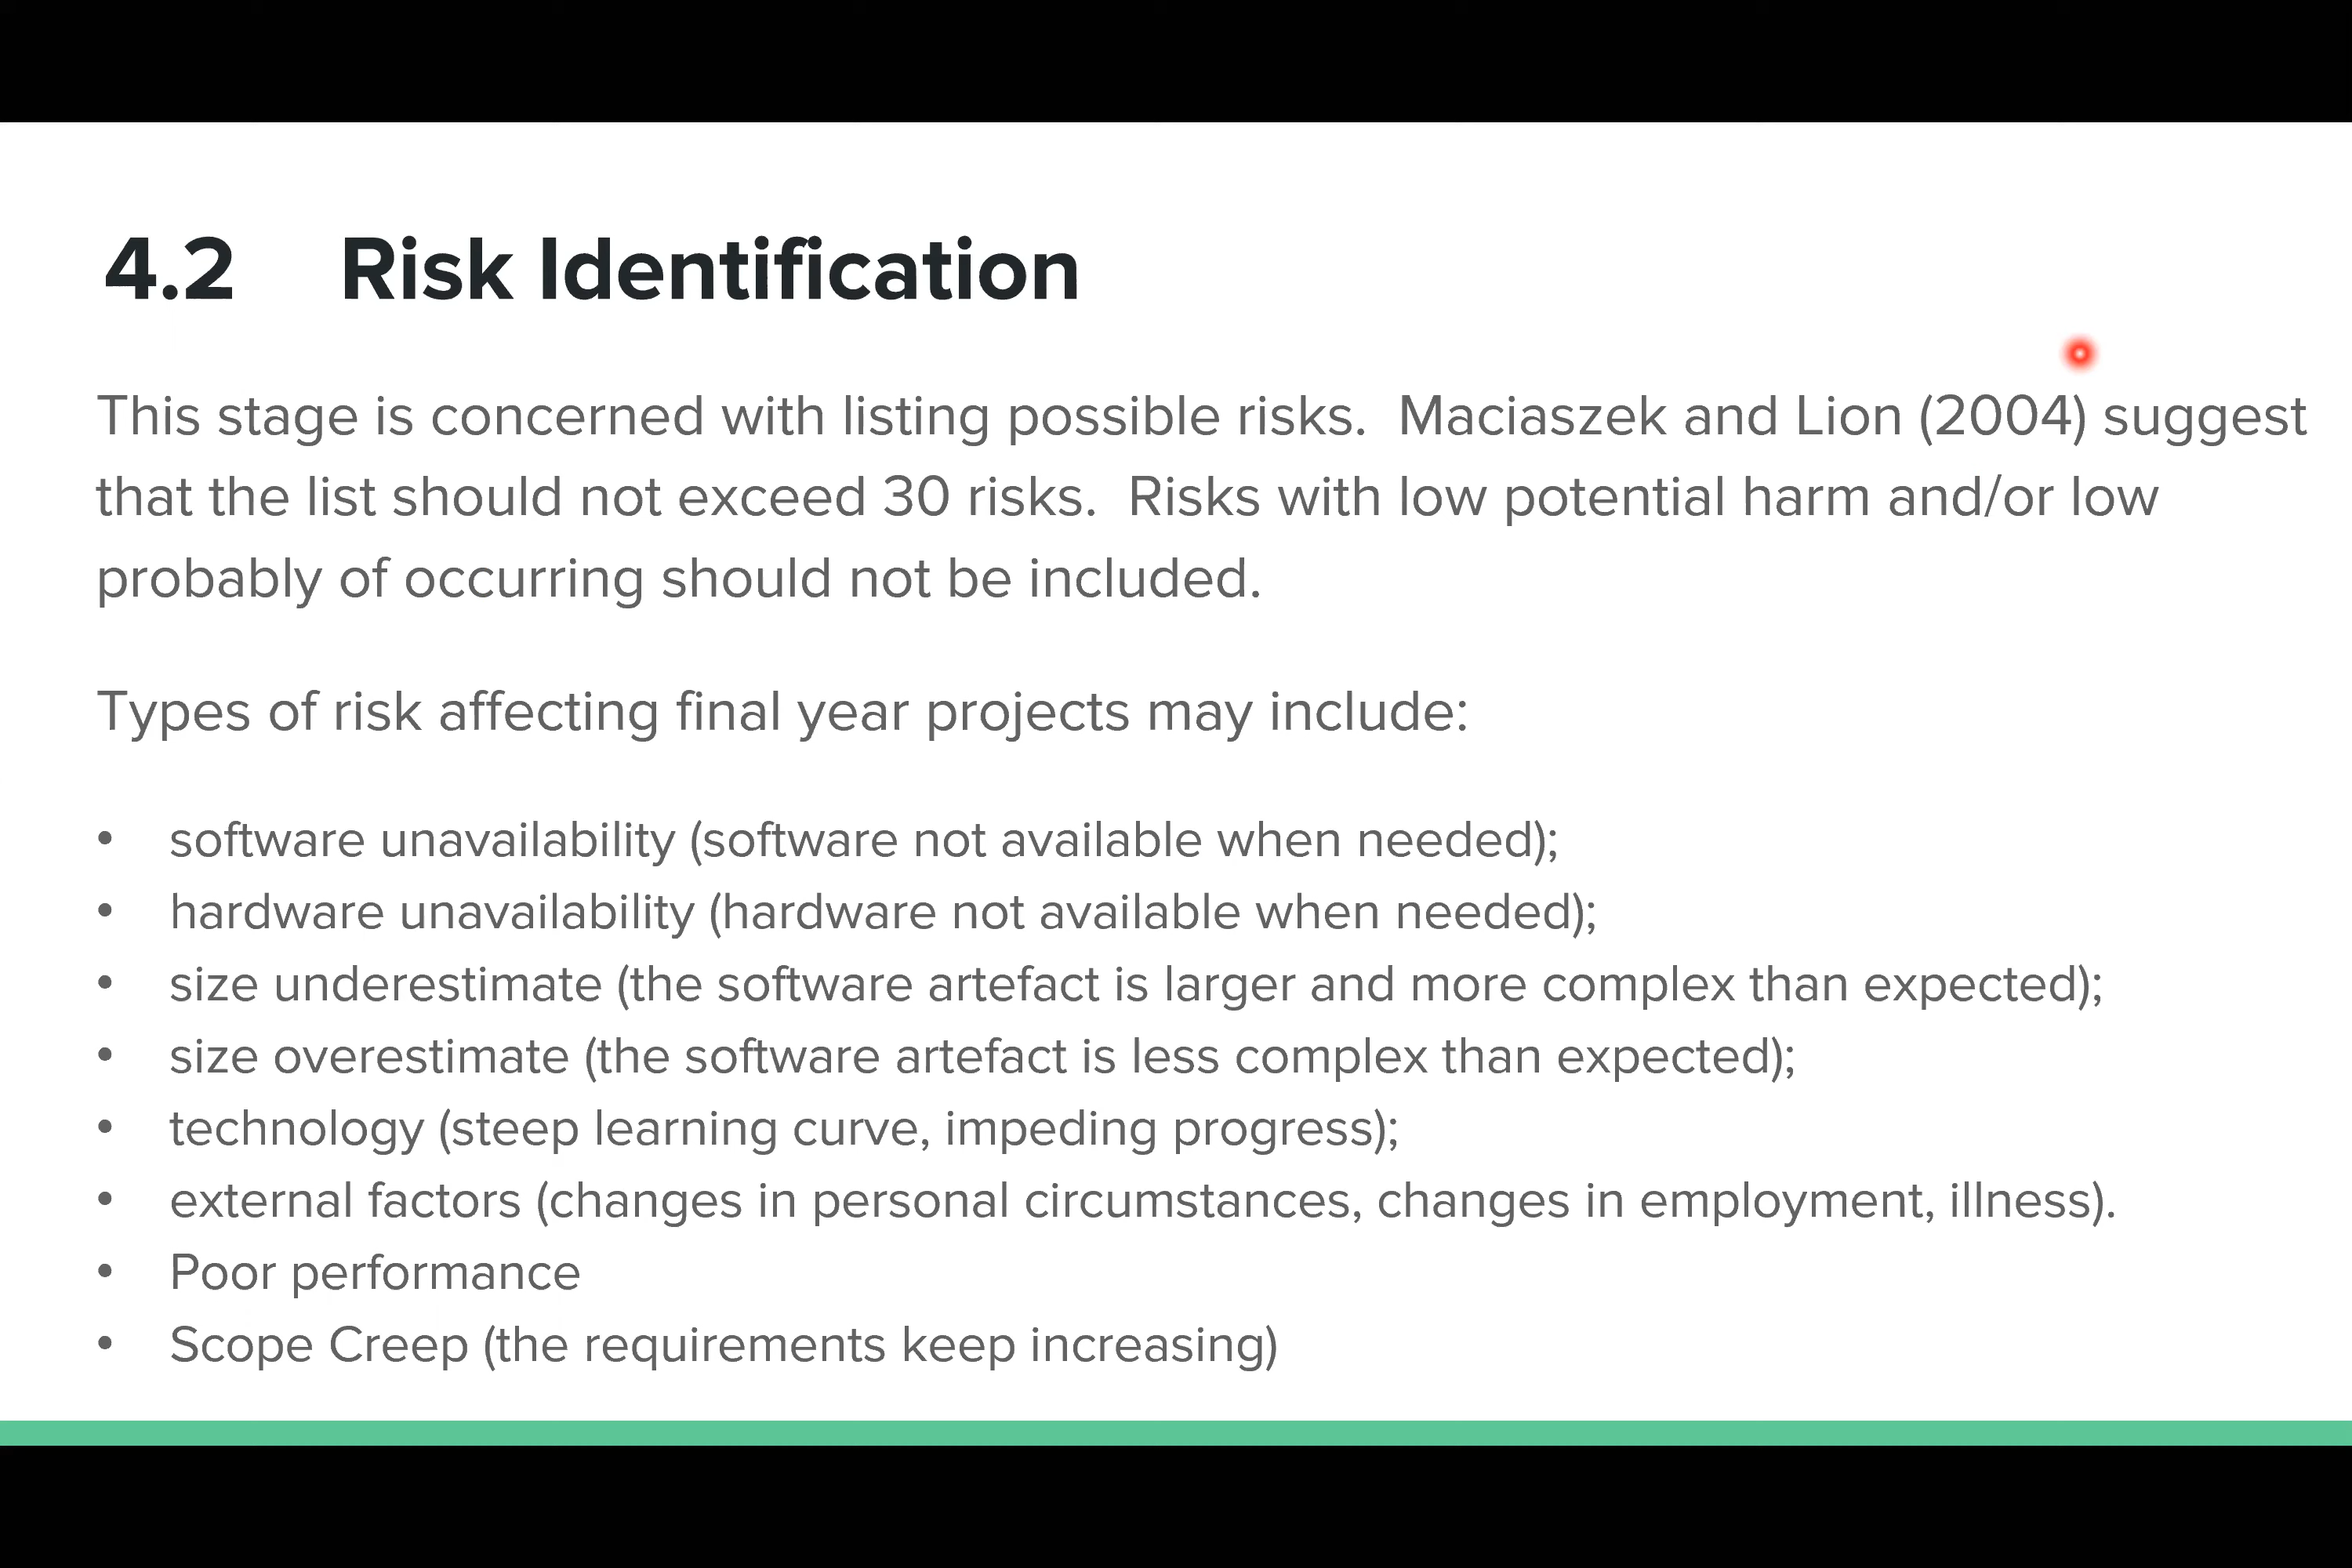 4.2 Risk Identification
This stage is concerned with listing possible risks. Maciaszek and Lion (2004) suggest
that the list should not exceed 30 risks. Risks with low potential harm and/or low
probably of occurring should not be included.
Types of risk affecting final year projects may include:
• software unavailability (software not available when needed);
• hardware unavailability (hardware not available when needed);
• size underestimate (the software artefact is larger and more complex than expected);
• size overestimate (the software artefact is less complex than expected);
• technology (steep learning curve, impeding progress);
• external factors (changes in personal circumstances, changes in employment, illness).
• Poor performance
• Scope Creep (the requirements keep increasing)